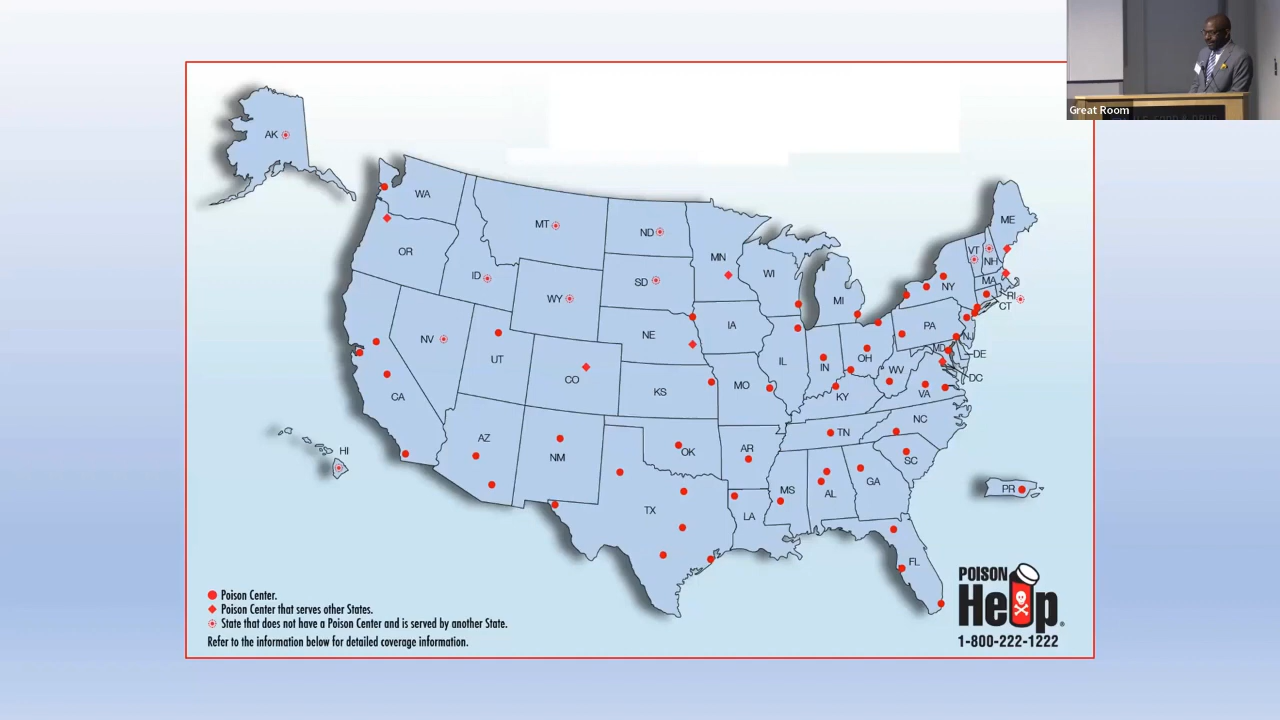 Great Room
AK
WA
MT
ND
MN
ME
VT
NH
OR
ID
WY
SD
WI
MI
NY
MA
RI
CT
NV
UT
NE
IA
PA
NJ
CO
KS
MO
IL
IN
OH
WV
MD
DE
DC
VA
KY
CA
AZ
NM
OK
AR
TN
NC
SC
HI
TX
LA
MS
AL
GA
FL
PR
Poison Center.
Poison Center that serves other States.
State that does not have a Poison Center and is served by another State.
Refer to the information below for detailed coverage information.
POISON
Help®
1-800-222-1222